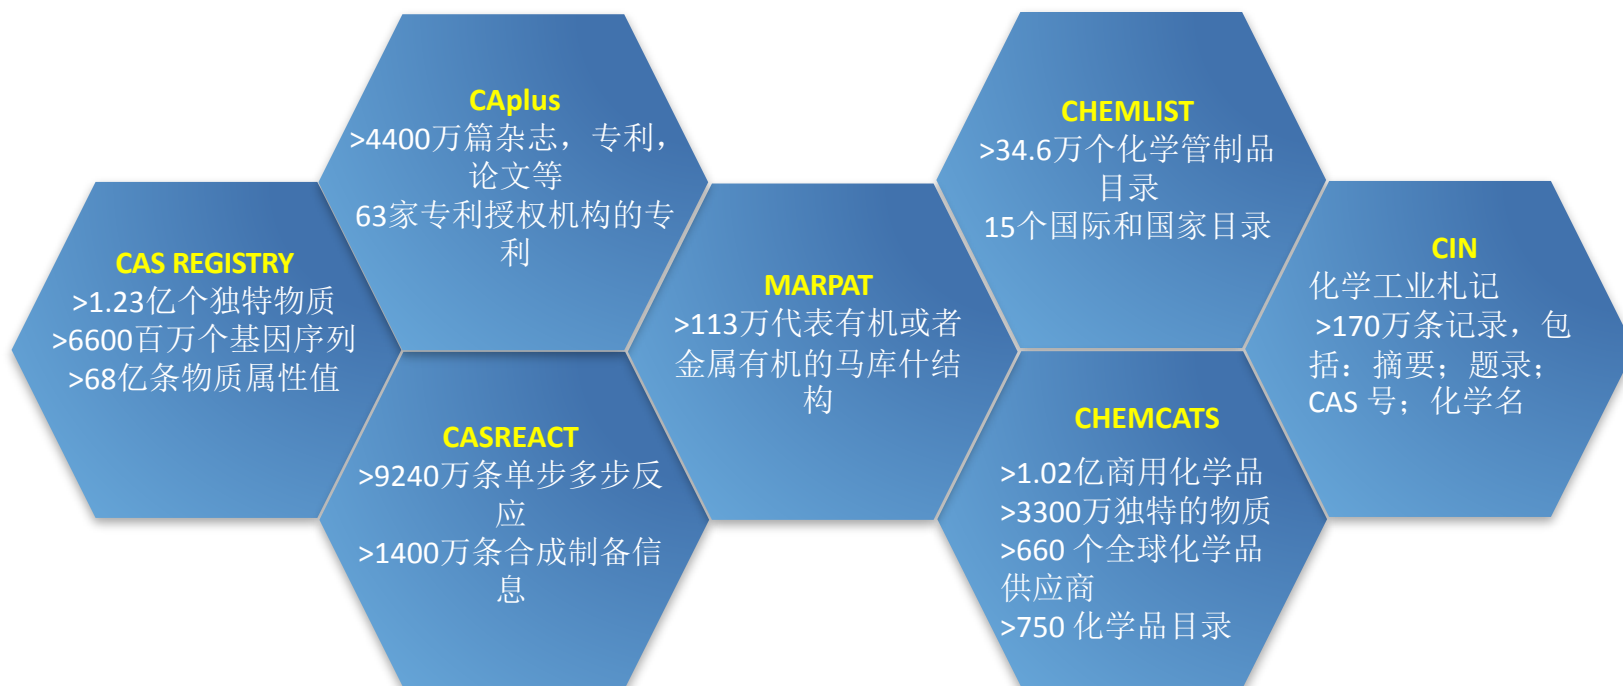 CAS REGISTRY
>1.23亿个独特物质
>6600百万个基因序列
>68亿条物质属性值
CAplus
>4400万篇杂志，专利，
论文等
63家专利授权机构的专
利
CASREACT
>9240万条单步多步反
应
>1400万条合成制备信
息
MARPAT
>113万代表有机或者
金属有机的马库什结
构
CHEMLIST
>34.6万个化学管制品
目录
15个国际和国家目录
CHEMCATS
>1.02亿商用化学品
>3300万独特的物质
>660 个全球化学品
供应商
>750 化学品目录
CIN
化学工业札记
>170万条记录，包
括：摘要；题录；
CAS 号；化学名